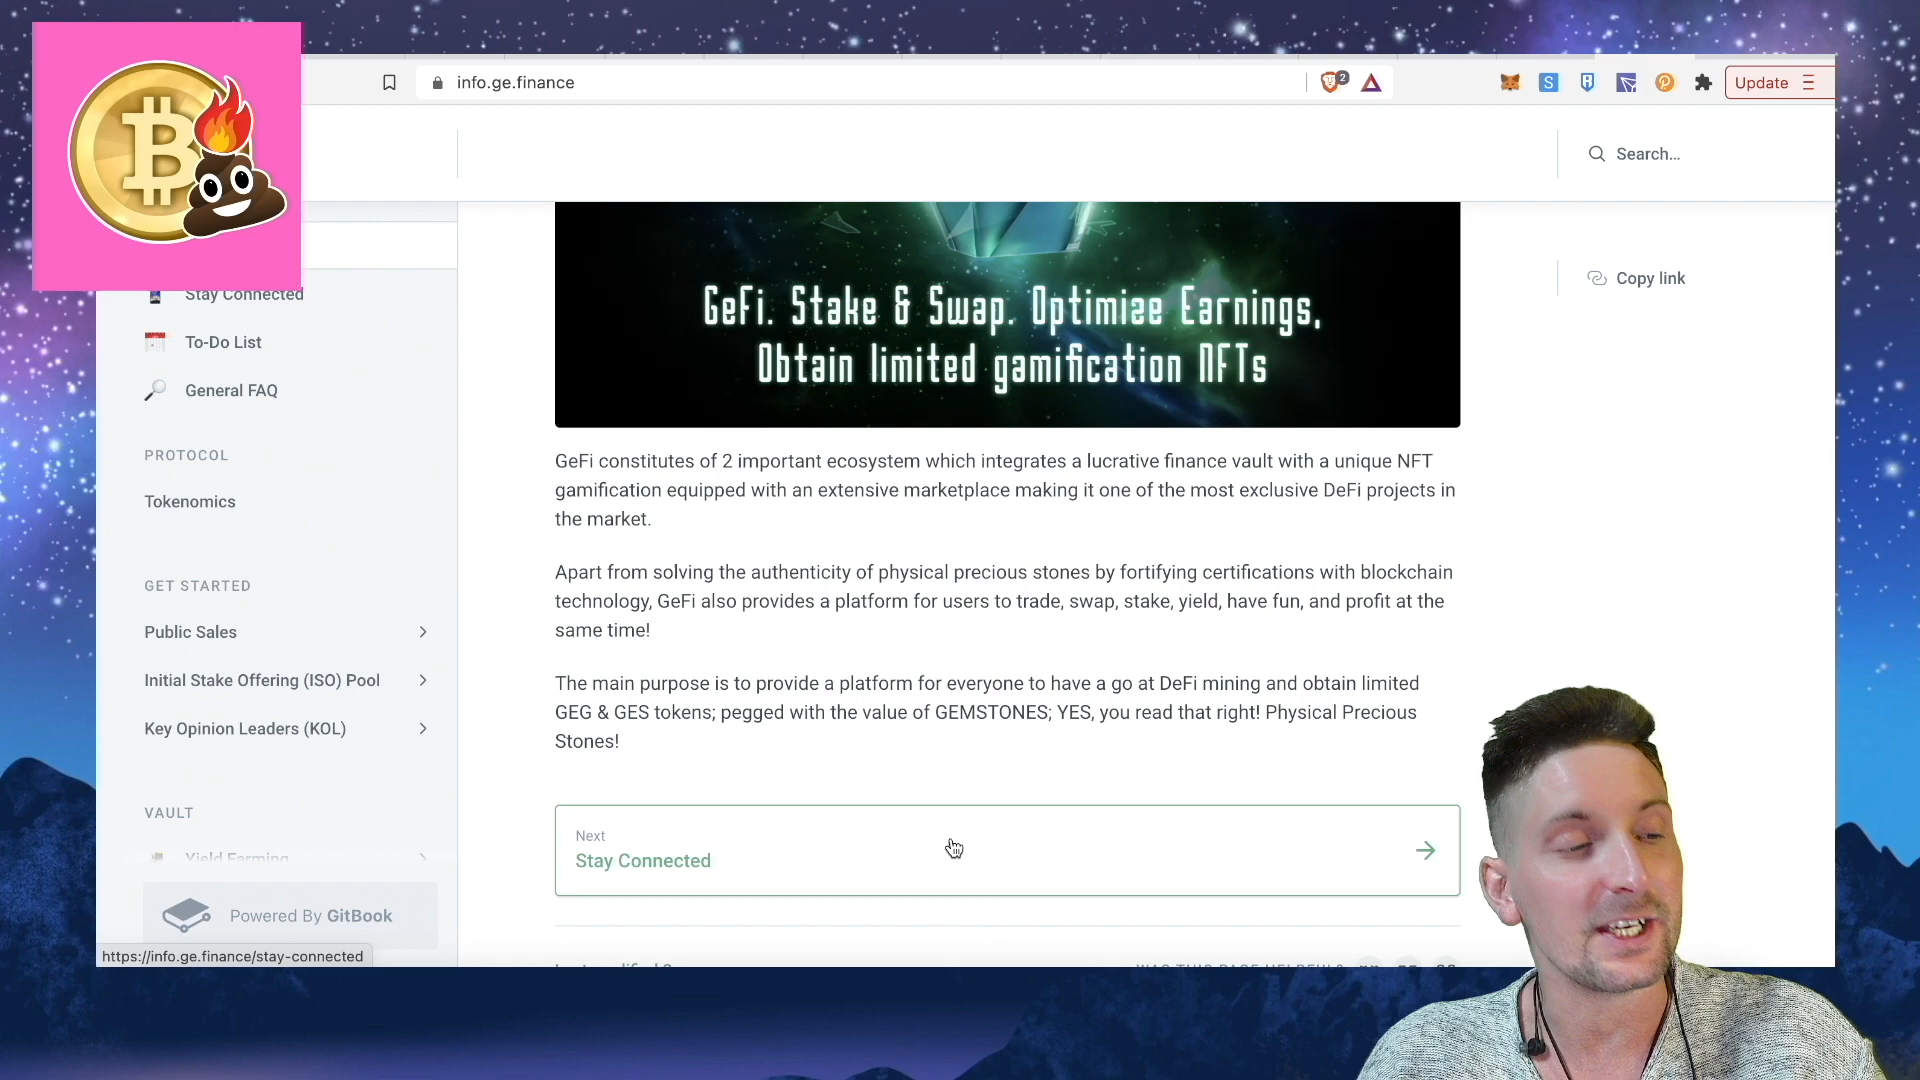 info.ge.finance
2
Update
Search...
Stay Connected
To-Do List
General FAQ
PROTOCOL
Tokenomics
GET STARTED
Public Sales
Initial Stake Offering (ISO) Pool
Key Opinion Leaders (KOL)
VAULT
Yield Farming
Powered By GitBook
https://info.ge.finance/stay-connected
GeFi. Stake & Swap. Optimize Earnings,
Obtain limited gamification NFTs
GeFi constitutes of 2 important ecosystem which integrates a lucrative finance vault with a unique NFT
gamification equipped with an extensive marketplace making it one of the most exclusive DeFi projects in
the market.
Apart from solving the authenticity of physical precious stones by fortifying certifications with blockchain
technology, GeFi also provides a platform for users to trade, swap, stake, yield, have fun, and profit at the
same time!
The main purpose is to provide a platform for everyone to have a go at DeFi mining and obtain limited
GEG & GES tokens; pegged with the value of GEMSTONES; YES, you read that right! Physical Precious
Stones!
Next
Stay Connected
WAS THIS PAGE HELPFUL?
Copy link